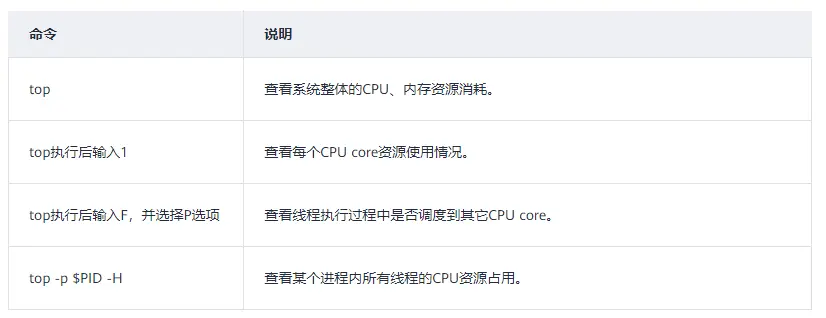 命令 说明
top 查看系统整体的CPU、内存资源消耗。
top执行后输入1 查看每个CPU core资源使用情况。
top执行后输入F，并选择P选项 查看线程执行过程中是否调度到其它CPU core。
top -p $PID -H 查看某个进程内所有线程的CPU资源占用。